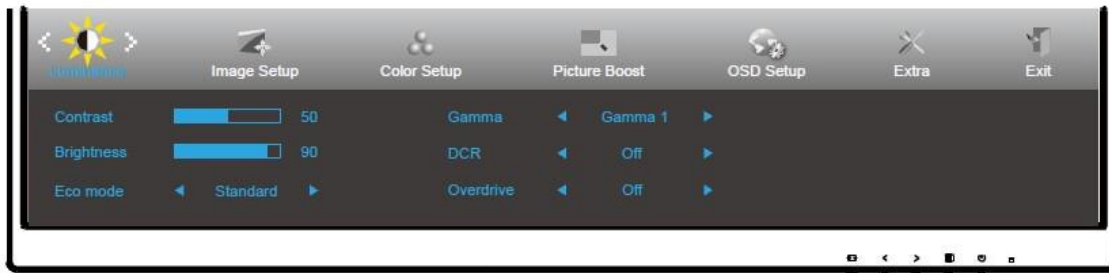 Image Setup
Color Setup
Picture Boost
OSD Setup
Extra
Exit
Contrast 50
Brightness 90
Eco mode Standard
Gamma Gamma 1
DCR Off
Overdrive Off